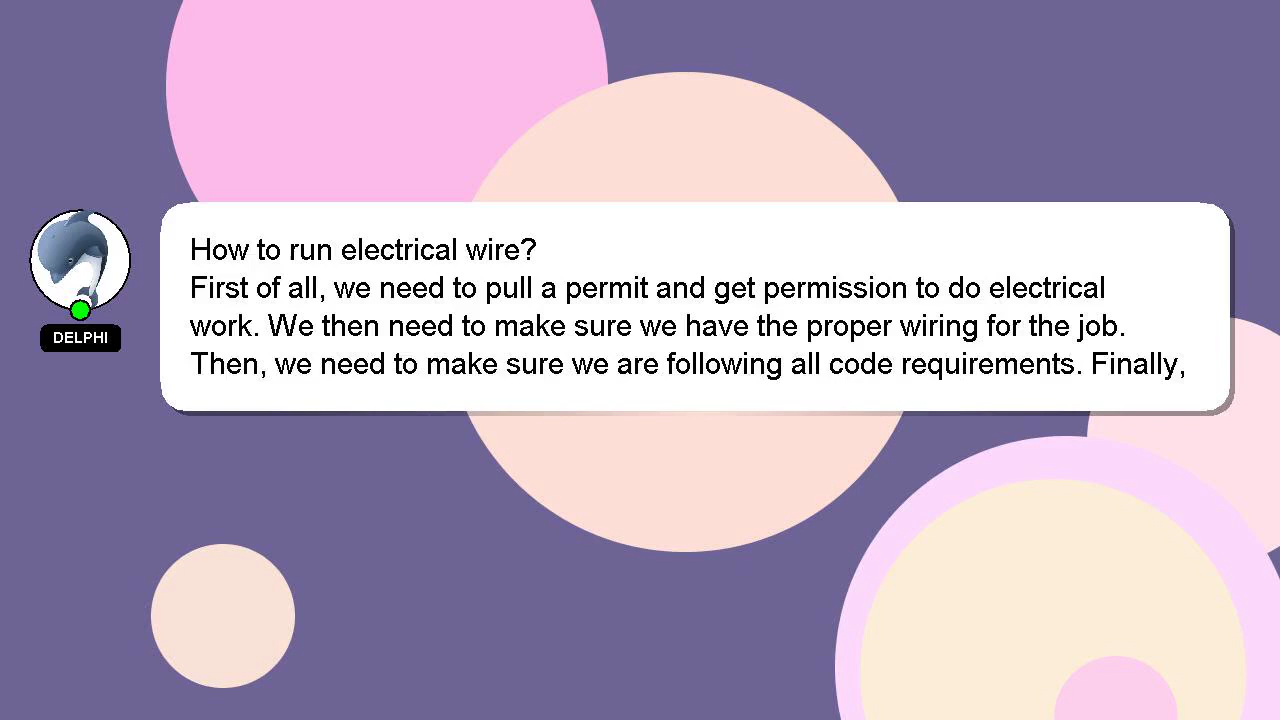 How to run electrical wire?
First of all, we need to pull a permit and get permission to do electrical
work. We then need to make sure we have the proper wiring for the job.
Then, we need to make sure we are following all code requirements. Finally,
DELPHI